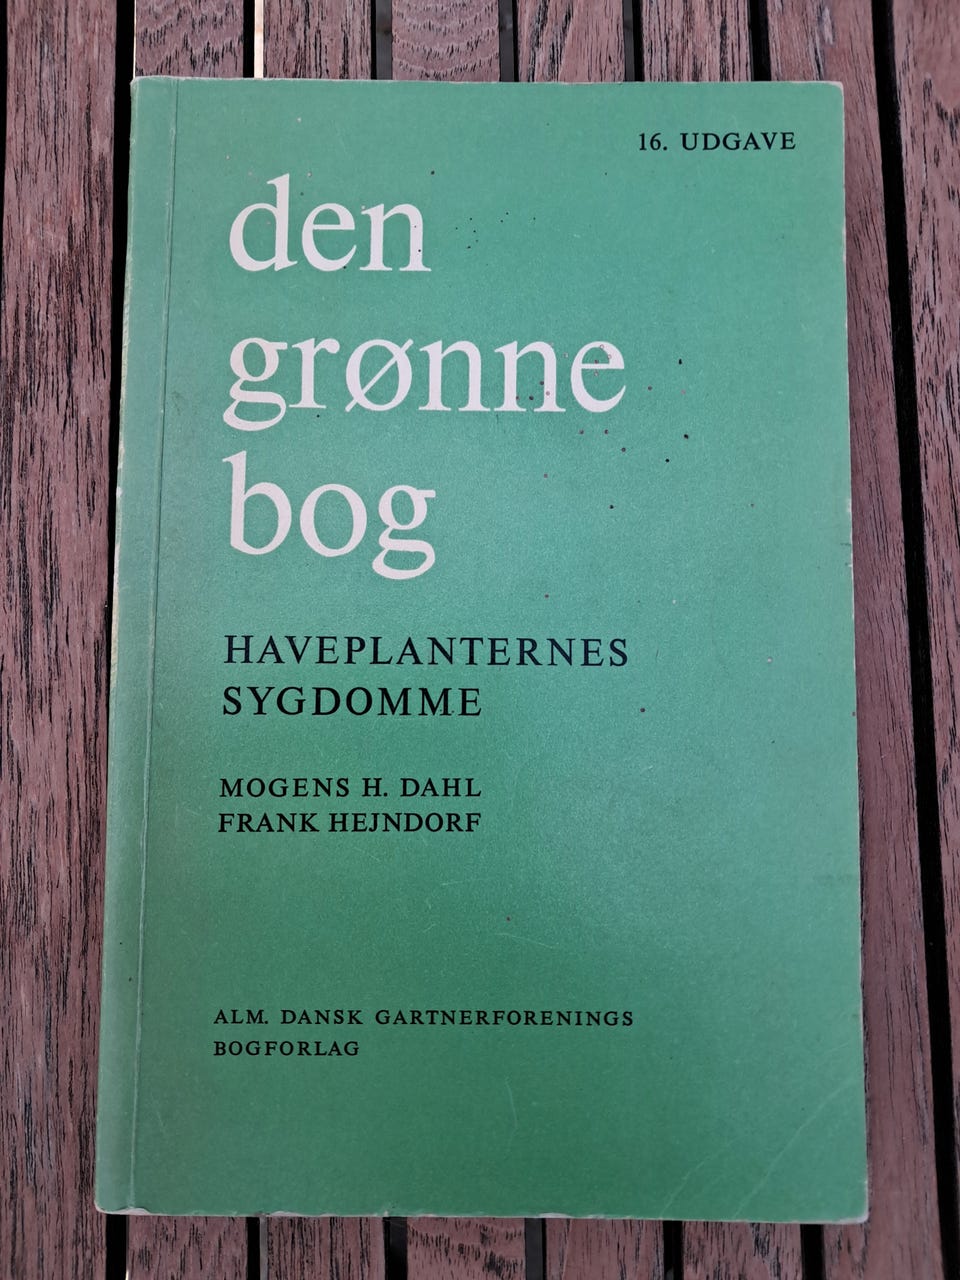 16. UDGAVE
den
grønne
bog
HAVEPLANTERNES
SYGDOMME
MOGENS H. DAHL
FRANK HEJNDORF
ALM. DANSK GARTNERFORENINGS
BOGFORLAG